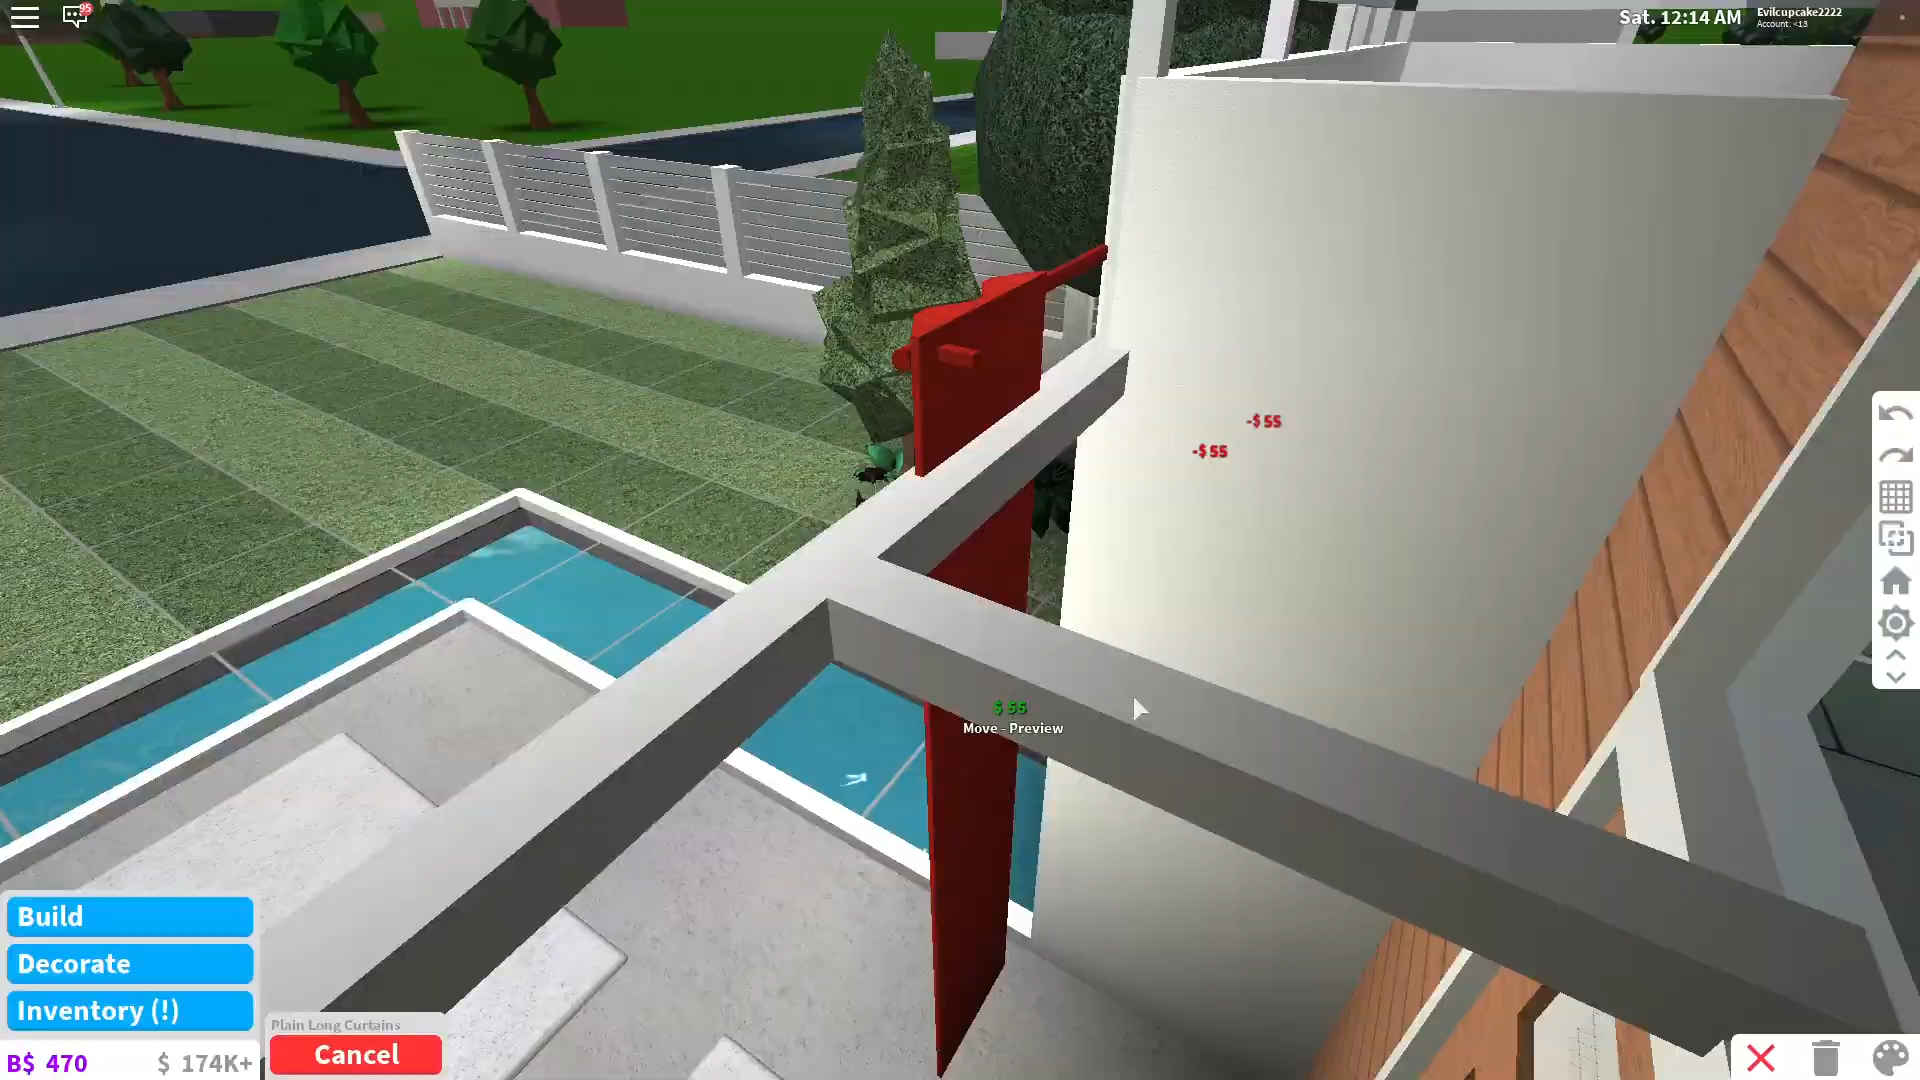 95
Sat. 12:14 AM
Evilcupcake2222
Account: <13
-$ 55
-$ 55
$ 55
Move - Preview
Build
Decorate
Inventory (!)
Plain Long Curtains
Cancel
B$ 470
$ 174K+